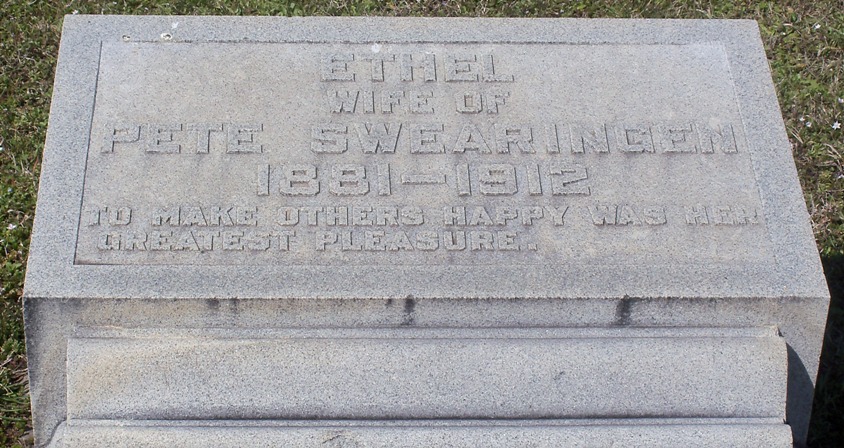 ETHEL
WIFE OF
PETE SWEARINGEN
1881–1912
TO MAKE OTHERS HAPPY WAS HER
GREATEST PLEASURE.